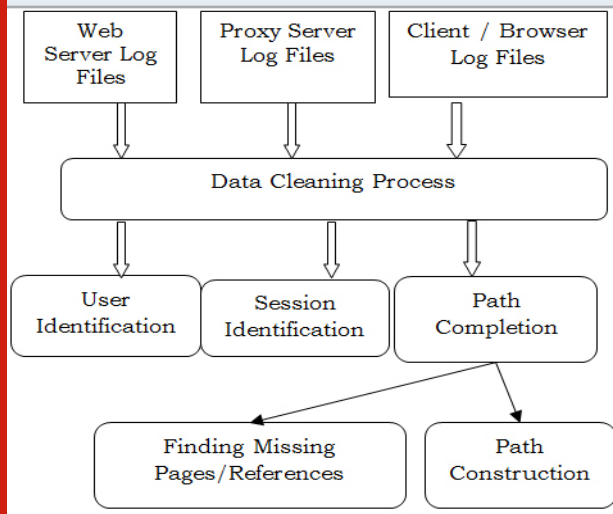 Web
Server Log
Files
Proxy Server
Log Files
Client / Browser
Log Files
Data Cleaning Process
User
Identification
Session
Identification
Path
Completion
Finding Missing
Pages/References
Path
Construction